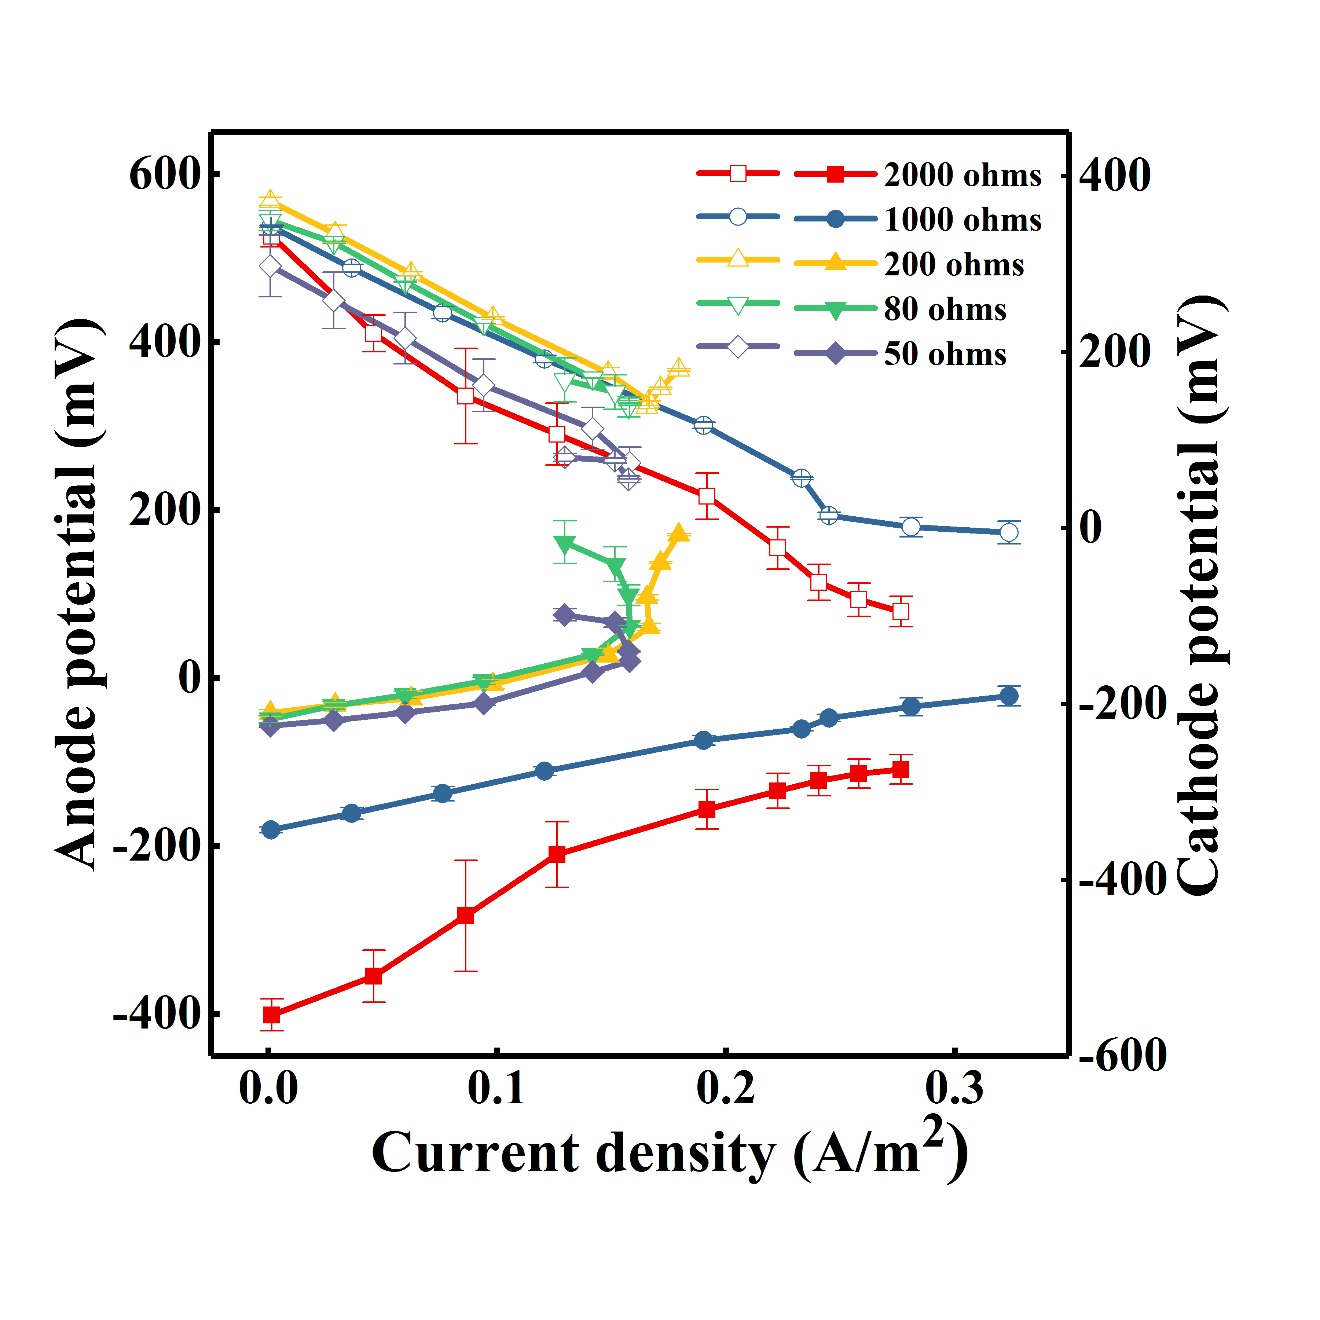 Anode potential (mV)
600
400
200
0
-200
-400
2000 ohms
1000 ohms
200 ohms
80 ohms
50 ohms
400
200
0
-200
-400
-600
Cathode potential (mV)
0.0 0.1 0.2 0.3
Current density (A/m²)